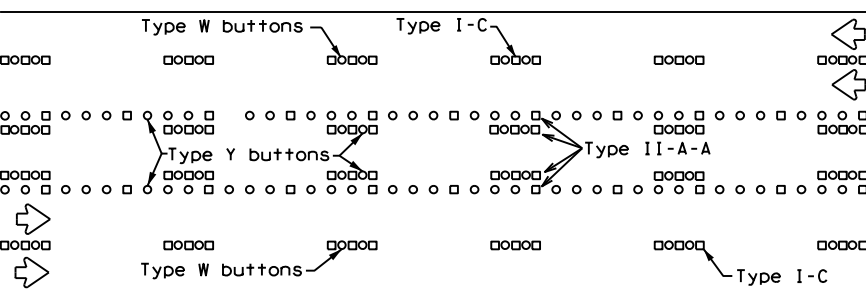 Type W buttons
Type I-C
Type Y buttons
Type II-A-A
Type W buttons
Type I-C